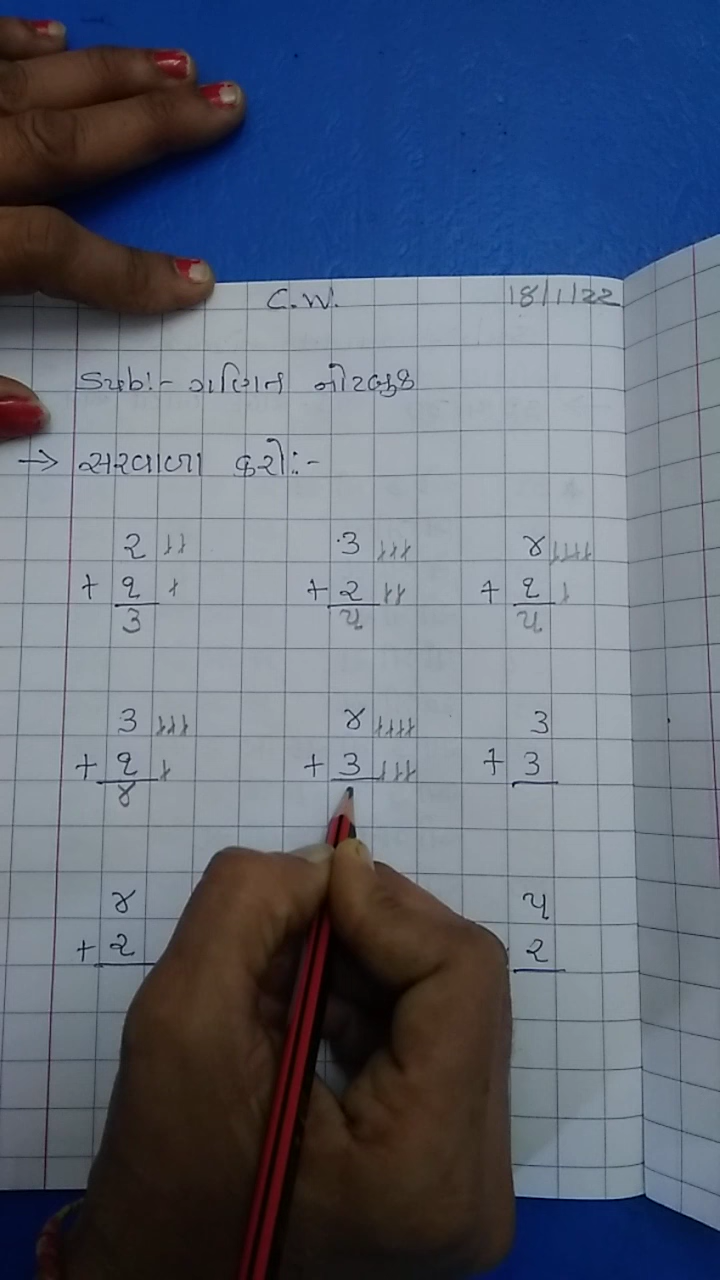 C.W. 18/1/22
Sub:- ગણિત નોટબુક
→ સરવાળા કરો:-
૨ ૩ ૪
+ ૧ + ૨ + ૧
૩ ૫ ૫
૩ ૪ ૩
+ ૧ + ૩ + ૩
૪
૪ ૫
+ ૨ ૨